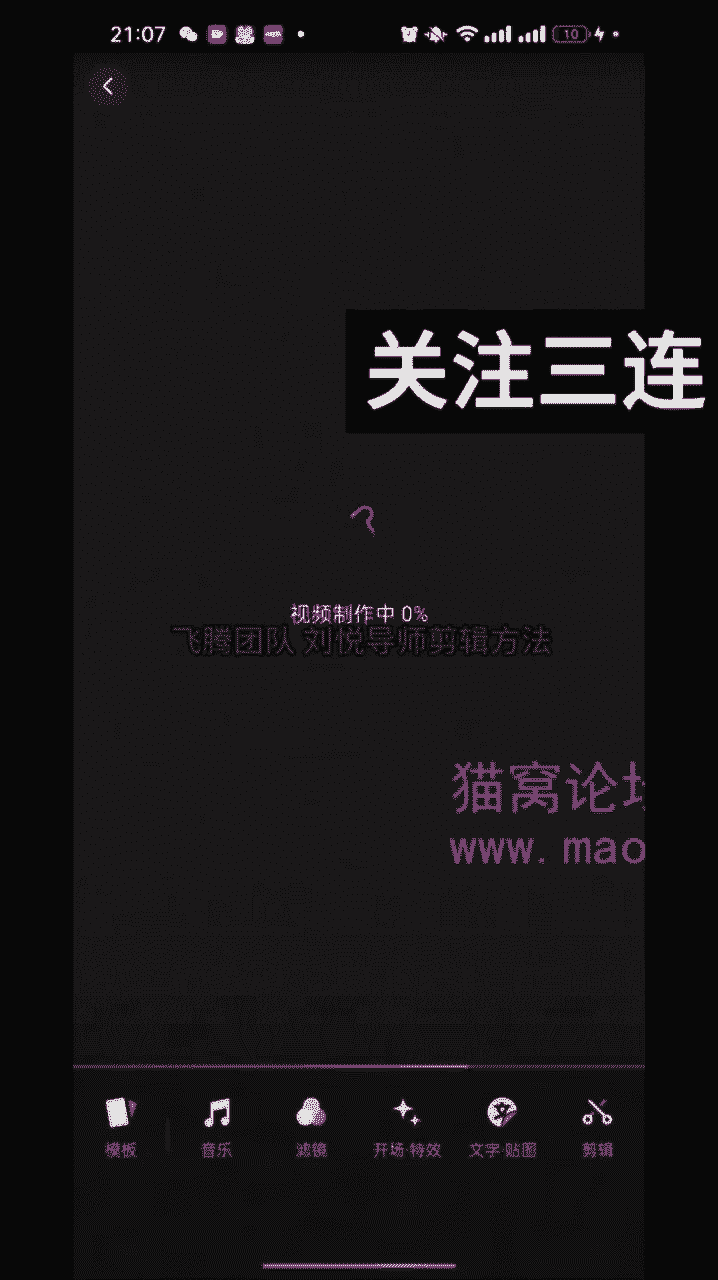 21:07
10
关注三连
视频制作中 0%
飞腾团队 刘悦导师剪辑方法
猫窝论坛
www. mao
模板
音乐
滤镜
开场·特效
文字·贴图
剪辑